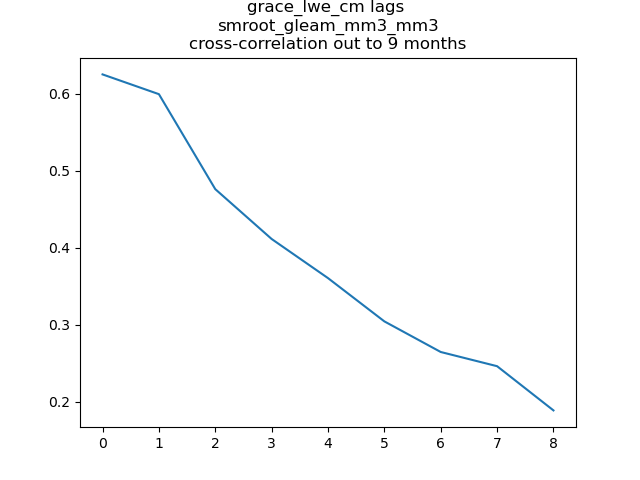 grace_lwe_cm lags
smroot_gleam_mm3_mm3
cross-correlation out to 9 months
0.6
0.5
0.4
0.3
0.2
0 1 2 3 4 5 6 7 8